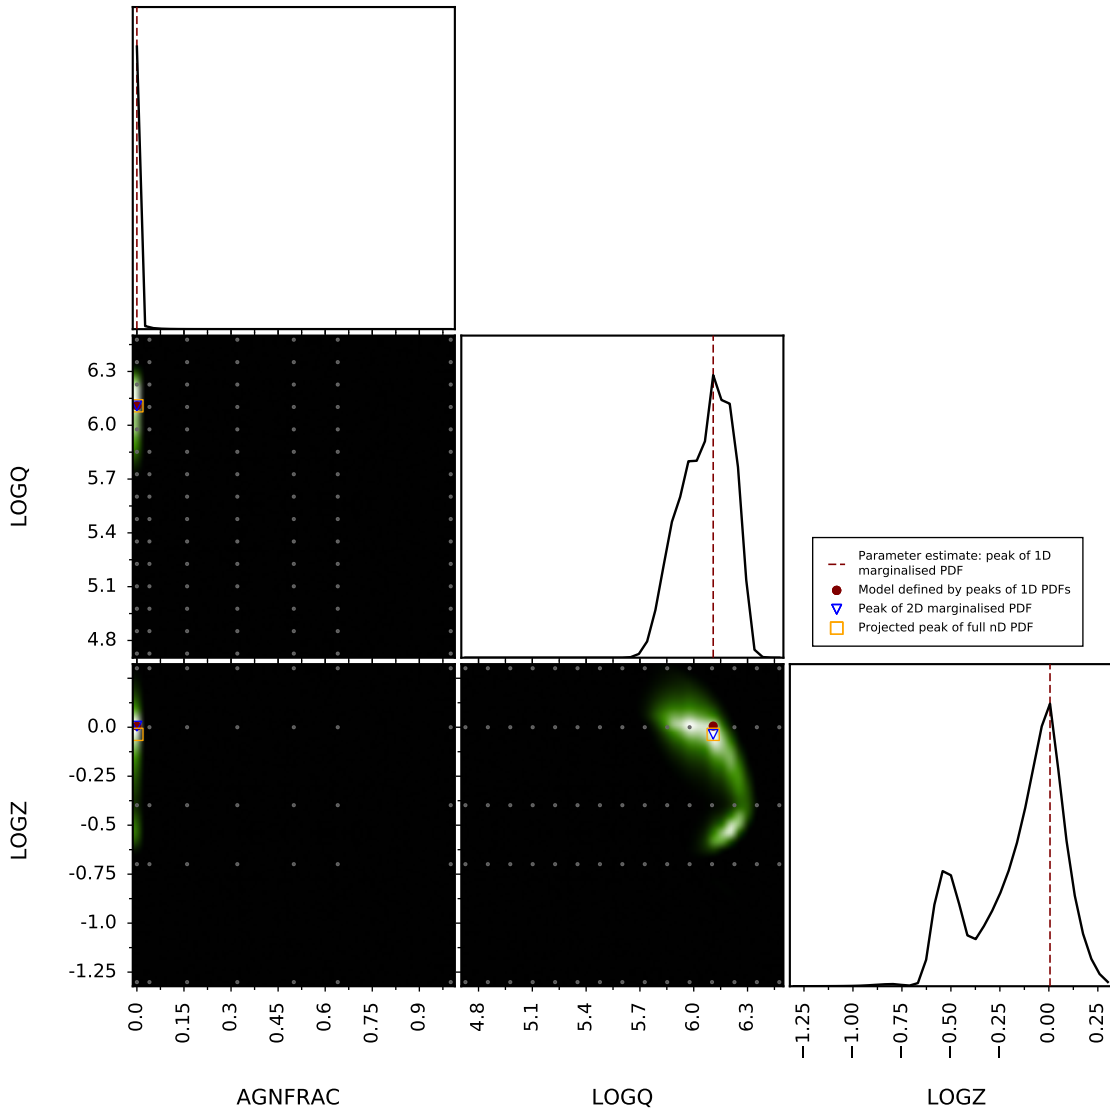 6.3
6.0
5.7
5.4
5.1
4.8
LOGQ
Parameter estimate: peak of 1D
marginalised PDF
Model defined by peaks of 1D PDFs
Peak of 2D marginalised PDF
Projected peak of full nD PDF
0.0
-0.25
-0.5
-0.75
-1.0
-1.25
LOGZ
0.0 0.15 0.3 0.45 0.6 0.75 0.9
4.8 5.1 5.4 5.7 6.0 6.3
−1.25 −1.00 −0.75 −0.50 −0.25 0.00 0.25
AGNFRAC LOGQ LOGZ